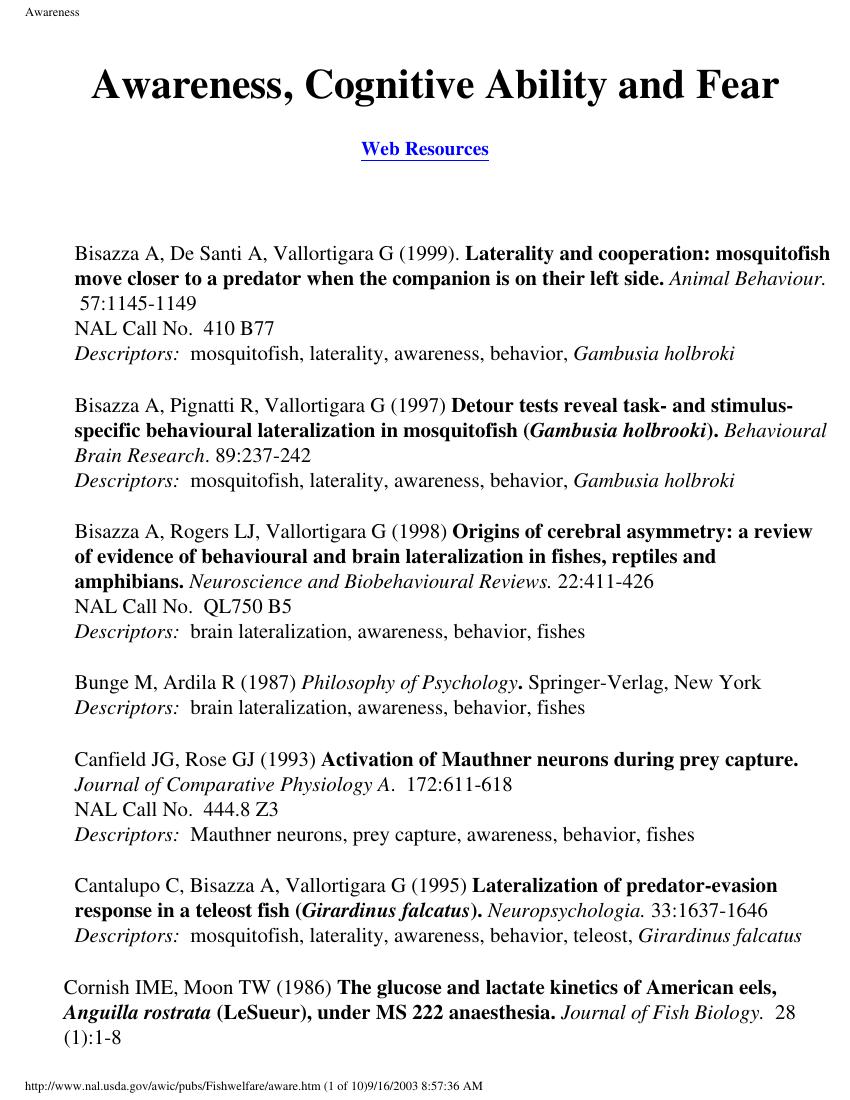 Awareness
Awareness, Cognitive Ability and Fear
Web Resources
Bisazza A, De Santi A, Vallortigara G (1999). Laterality and cooperation: mosquitofish
move closer to a predator when the companion is on their left side. Animal Behaviour.
57:1145-1149
NAL Call No.  410 B77
Descriptors:  mosquitofish, laterality, awareness, behavior, Gambusia holbroki
Bisazza A, Pignatti R, Vallortigara G (1997) Detour tests reveal task- and stimulus-
specific behavioural lateralization in mosquitofish (Gambusia holbrooki). Behavioural
Brain Research. 89:237-242
Descriptors:  mosquitofish, laterality, awareness, behavior, Gambusia holbroki
Bisazza A, Rogers LJ, Vallortigara G (1998) Origins of cerebral asymmetry: a review
of evidence of behavioural and brain lateralization in fishes, reptiles and
amphibians. Neuroscience and Biobehavioural Reviews. 22:411-426
NAL Call No.  QL750 B5
Descriptors:  brain lateralization, awareness, behavior, fishes
Bunge M, Ardila R (1987) Philosophy of Psychology. Springer-Verlag, New York
Descriptors:  brain lateralization, awareness, behavior, fishes
Canfield JG, Rose GJ (1993) Activation of Mauthner neurons during prey capture.
Journal of Comparative Physiology A.  172:611-618
NAL Call No.  444.8 Z3
Descriptors:  Mauthner neurons, prey capture, awareness, behavior, fishes
Cantalupo C, Bisazza A, Vallortigara G (1995) Lateralization of predator-evasion
response in a teleost fish (Girardinus falcatus). Neuropsychologia. 33:1637-1646
Descriptors:  mosquitofish, laterality, awareness, behavior, teleost, Girardinus falcatus
Cornish IME, Moon TW (1986) The glucose and lactate kinetics of American eels,
Anguilla rostrata (LeSueur), under MS 222 anaesthesia. Journal of Fish Biology.  28
(1):1-8
http://www.nal.usda.gov/awic/pubs/Fishwelfare/aware.htm (1 of 10)9/16/2003 8:57:36 AM